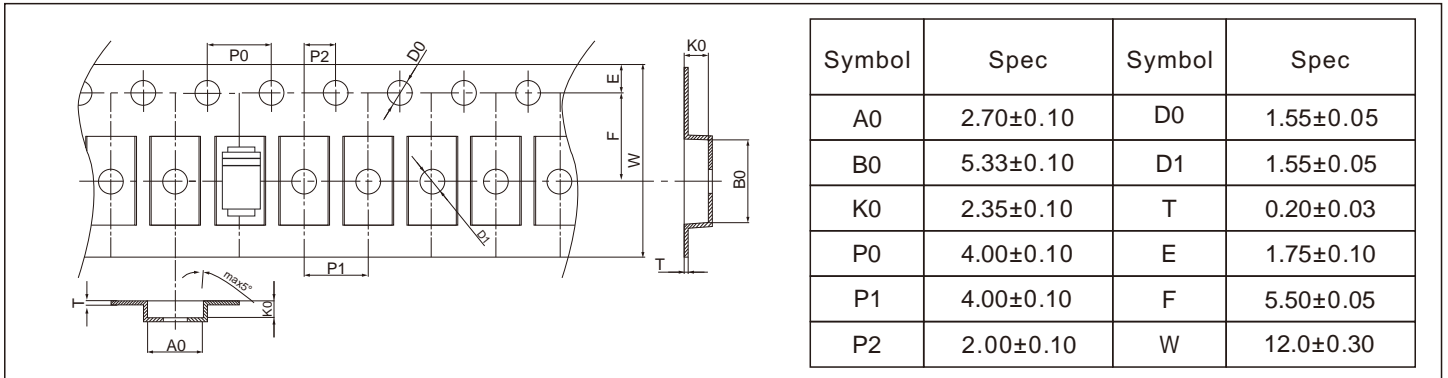 P0
P2
D0
E
F
W
D1
P1
max5°
T
K0
A0
K0
B0
T
Symbol Spec Symbol Spec
A0 2.70±0.10 D0 1.55±0.05
B0 5.33±0.10 D1 1.55±0.05
K0 2.35±0.10 T 0.20±0.03
P0 4.00±0.10 E 1.75±0.10
P1 4.00±0.10 F 5.50±0.05
P2 2.00±0.10 W 12.0±0.30